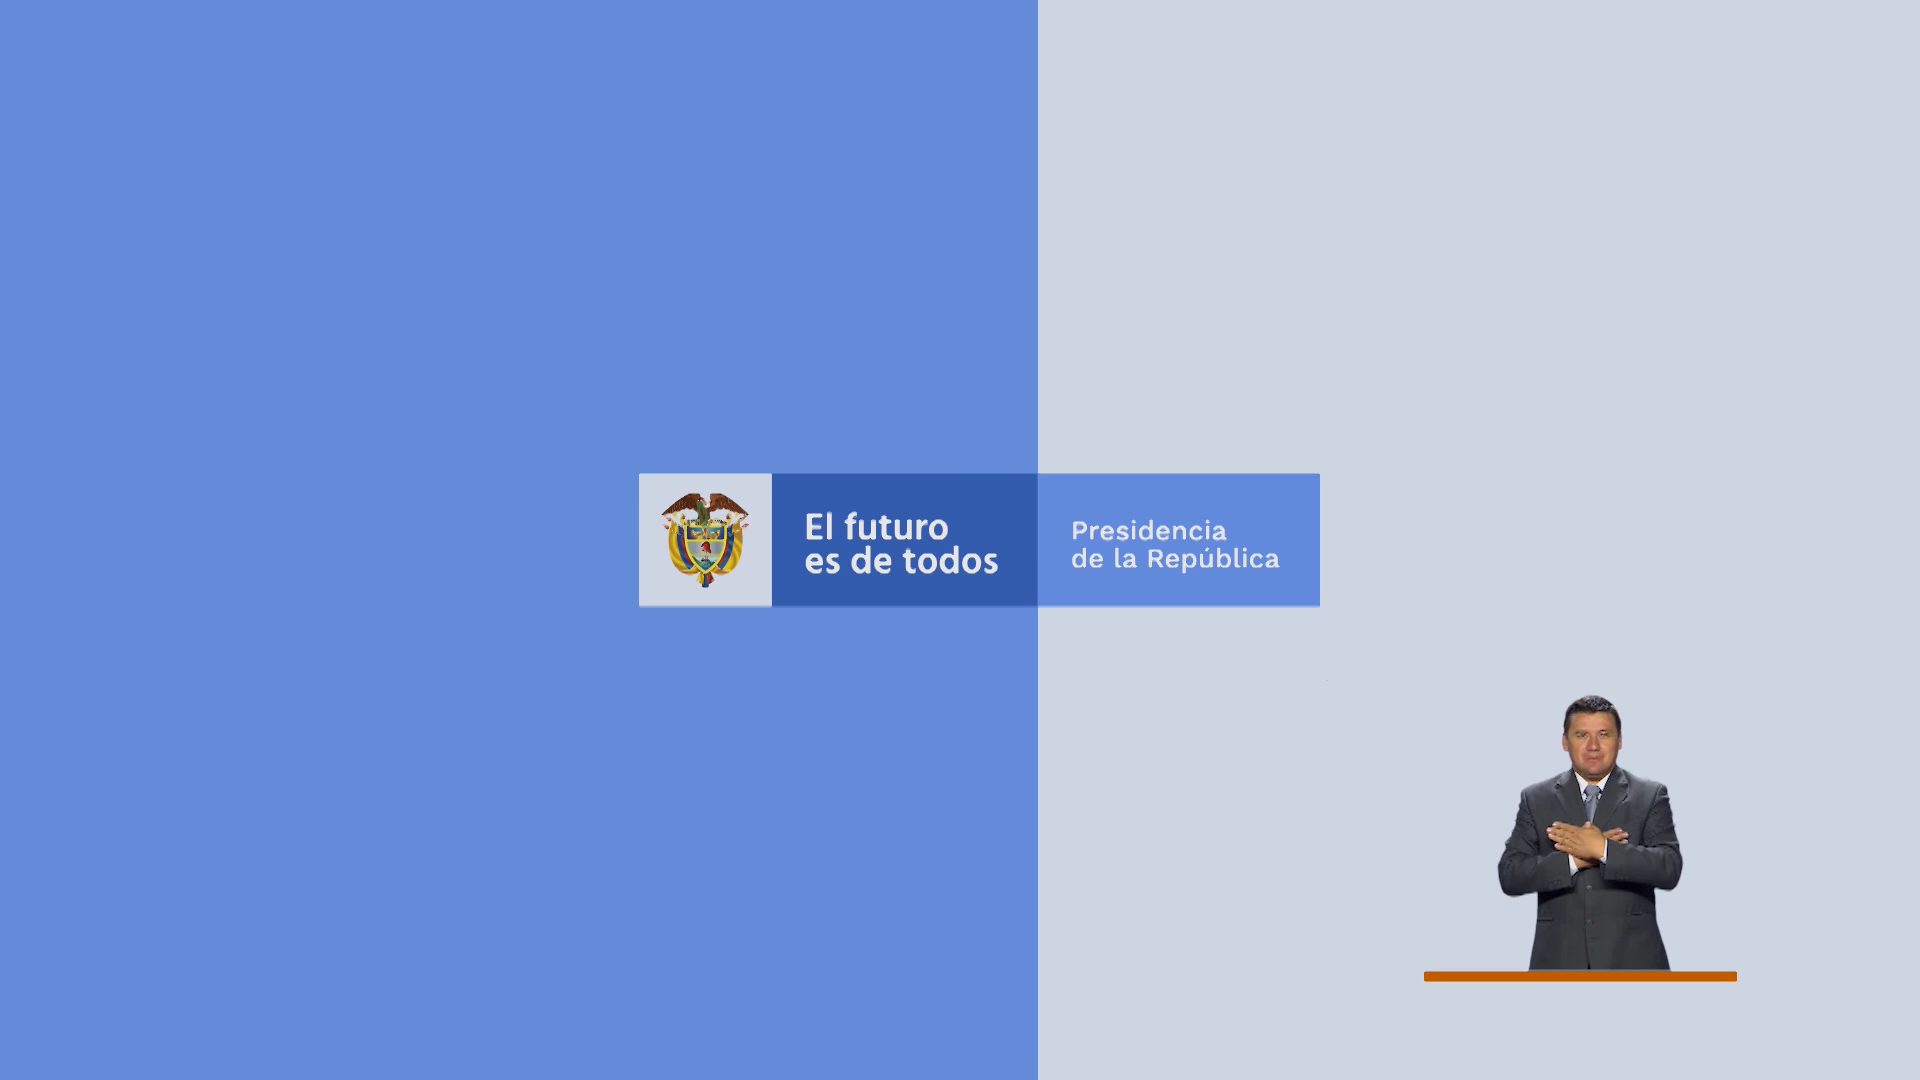 El futuro
es de todos
Presidencia
de la República